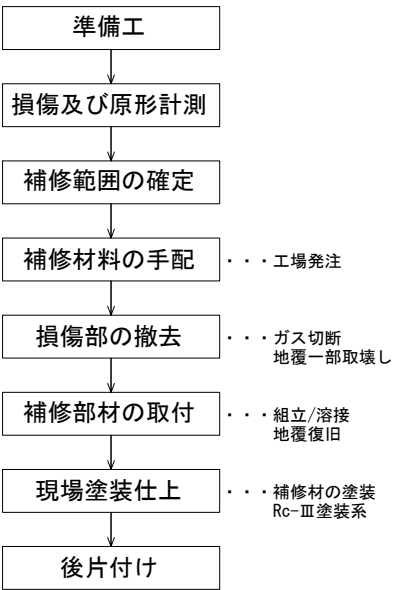 準備工
損傷及び原形計測
補修範囲の確定
補修材料の手配 ・・・工場発注
損傷部の撤去 ・・・ガス切断
地覆一部取壊し
補修部材の取付 ・・・組立/溶接
地覆復旧
現場塗装仕上 ・・・補修材の塗装
Rc-Ⅲ塗装系
後片付け